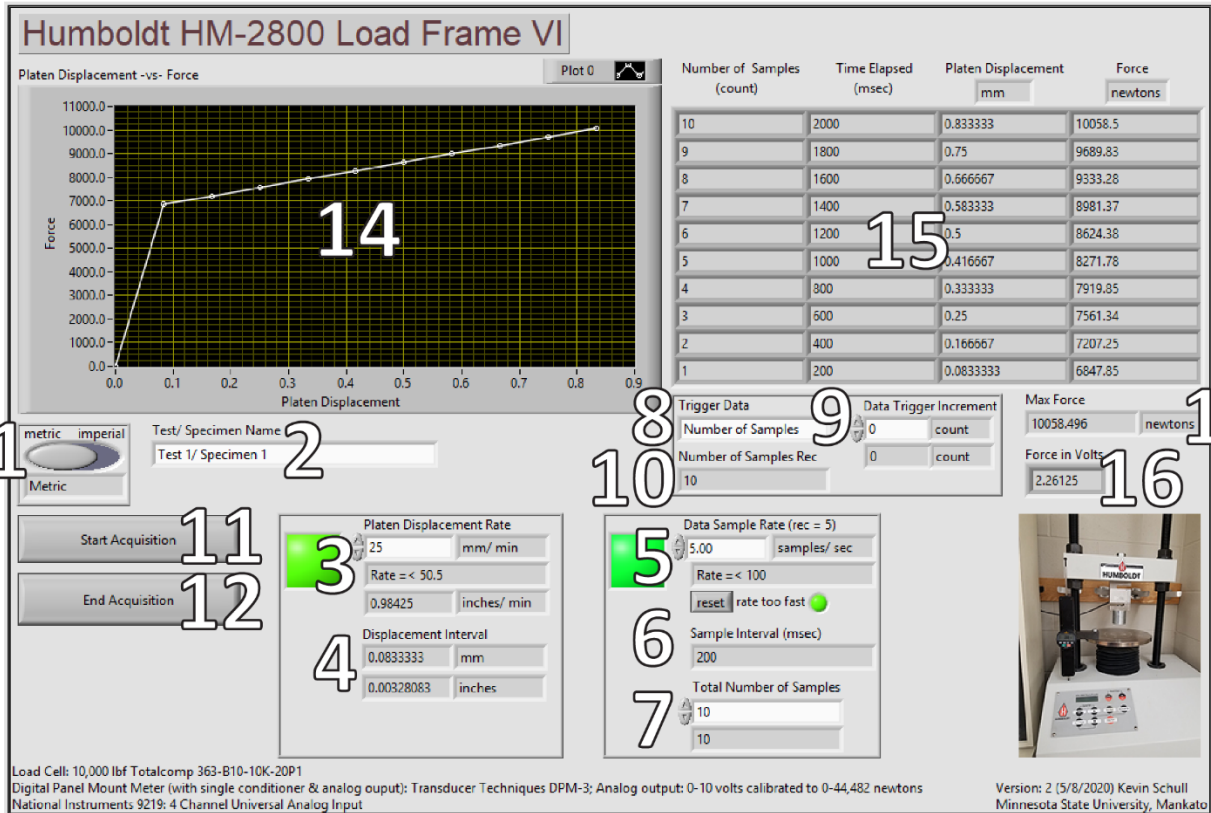 Humboldt HM-2800 Load Frame VI
Platen Displacement -vs- Force
Plot 0
Force
11000.0
10000.0
9000.0
8000.0
7000.0
6000.0
5000.0
4000.0
3000.0
2000.0
1000.0
0.0
0.0 0.1 0.2 0.3 0.4 0.5 0.6 0.7 0.8 0.9
Platen Displacement
14
Number of Samples Time Elapsed Platen Displacement Force
(count) (msec) mm newtons
10 2000 0.833333 10058.5
9 1800 0.75 9689.83
8 1600 0.666667 9333.28
7 1400 0.583333 8981.37
6 1200 0.5 8624.38
5 1000 0.416667 8271.78
4 800 0.333333 7919.85
3 600 0.25 7561.34
2 400 0.166667 7207.25
1 200 0.0833333 6847.85
15
1
metric imperial
Metric
Test/ Specimen Name 2
Test 1/ Specimen 1
8 Trigger Data
Number of Samples
10 Number of Samples Rec
10
9 Data Trigger Increment
0 count
0 count
Max Force
10058.496 newtons 1
Force in Volts
2.26125 16
Start Acquisition 11
End Acquisition 12
Platen Displacement Rate
3 25 mm/ min
Rate =< 50.5
0.98425 inches/ min
Displacement Interval
4 0.0833333 mm
0.00328083 inches
Data Sample Rate (rec = 5)
5 5.00 samples/ sec
Rate =< 100
reset rate too fast
6 Sample Interval (msec)
200
7 Total Number of Samples
10
10
HUMBOLDT
Load Cell: 10,000 lbf Totalcomp 363-B10-10K-20P1
Digital Panel Mount Meter (with single conditioner & analog ouput): Transducer Techniques DPM-3; Analog output: 0-10 volts calibrated to 0-44,482 newtons
National Instruments 9219: 4 Channel Universal Analog Input
Version: 2 (5/8/2020) Kevin Schull
Minnesota State University, Mankato